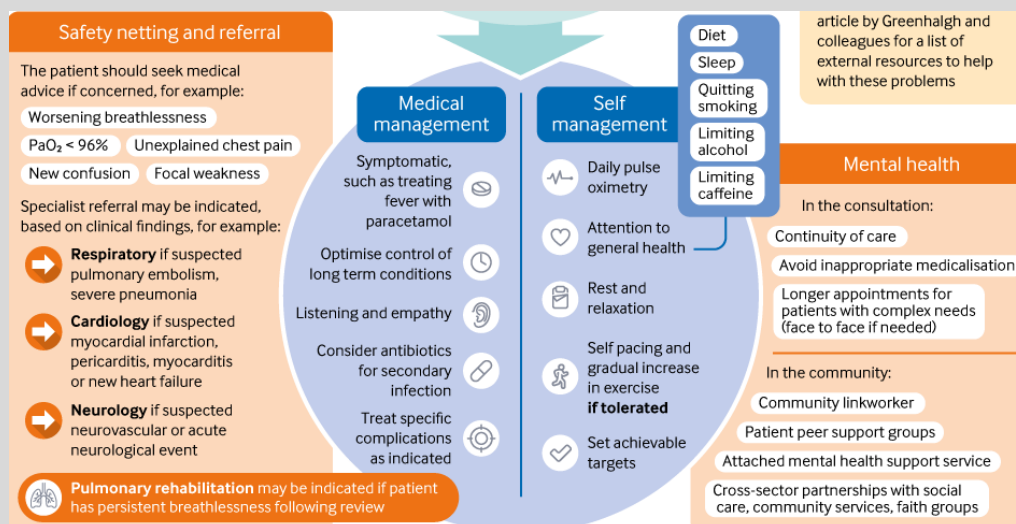 Safety netting and referral
The patient should seek medical
advice if concerned, for example:
Worsening breathlessness
PaO₂ < 96%
Unexplained chest pain
New confusion
Focal weakness
Specialist referral may be indicated,
based on clinical findings, for example:
Respiratory if suspected
pulmonary embolism,
severe pneumonia
Cardiology if suspected
myocardial infarction,
pericarditis, myocarditis
or new heart failure
Neurology if suspected
neurovascular or acute
neurological event
Pulmonary rehabilitation may be indicated if patient
has persistent breathlessness following review
Medical
management
Symptomatic,
such as treating
fever with
paracetamol
Optimise control of
long term conditions
Listening and empathy
Consider antibiotics
for secondary
infection
Treat specific
complications
as indicated
Self
management
Daily pulse
oximetry
Attention to
general health
Rest and
relaxation
Self pacing and
gradual increase
in exercise
if tolerated
Set achievable
targets
Diet
Sleep
Quitting
smoking
Limiting
alcohol
Limiting
caffeine
article by Greenhalgh and
colleagues for a list of
external resources to help
with these problems
Mental health
In the consultation:
Continuity of care
Avoid inappropriate medicalisation
Longer appointments for
patients with complex needs
(face to face if needed)
In the community:
Community linkworker
Patient peer support groups
Attached mental health support service
Cross-sector partnerships with social
care, community services, faith groups